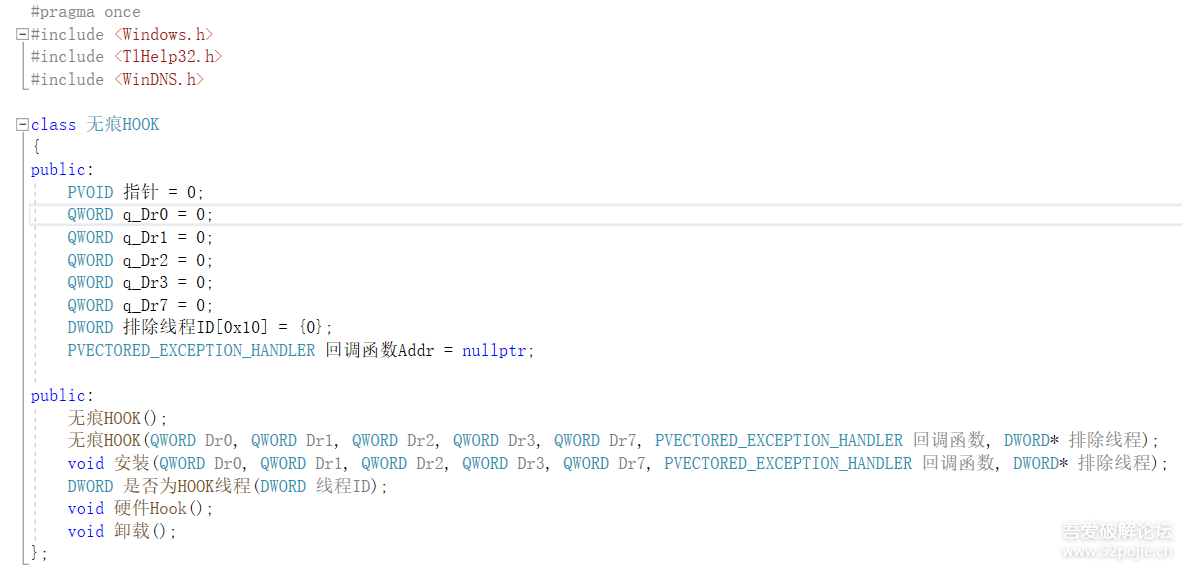 #pragma once
#include <Windows.h>
#include <TlHelp32.h>
#include <WinDNS.h>
class 无痕HOOK
{
public:
PVOID 指针 = 0;
QWORD q_Dr0 = 0;
QWORD q_Dr1 = 0;
QWORD q_Dr2 = 0;
QWORD q_Dr3 = 0;
QWORD q_Dr7 = 0;
DWORD 排除线程ID[0x10] = {0};
PVECTORED_EXCEPTION_HANDLER 回调函数Addr = nullptr;
public:
无痕HOOK();
无痕HOOK(QWORD Dr0, QWORD Dr1, QWORD Dr2, QWORD Dr3, QWORD Dr7, PVECTORED_EXCEPTION_HANDLER 回调函数, DWORD* 排除线程);
void 安装(QWORD Dr0, QWORD Dr1, QWORD Dr2, QWORD Dr3, QWORD Dr7, PVECTORED_EXCEPTION_HANDLER 回调函数, DWORD* 排除线程);
DWORD 是否为HOOK线程(DWORD 线程ID);
void 硬件Hook();
void 卸载();
};
吾爱破解论坛
www.52pojie.cn